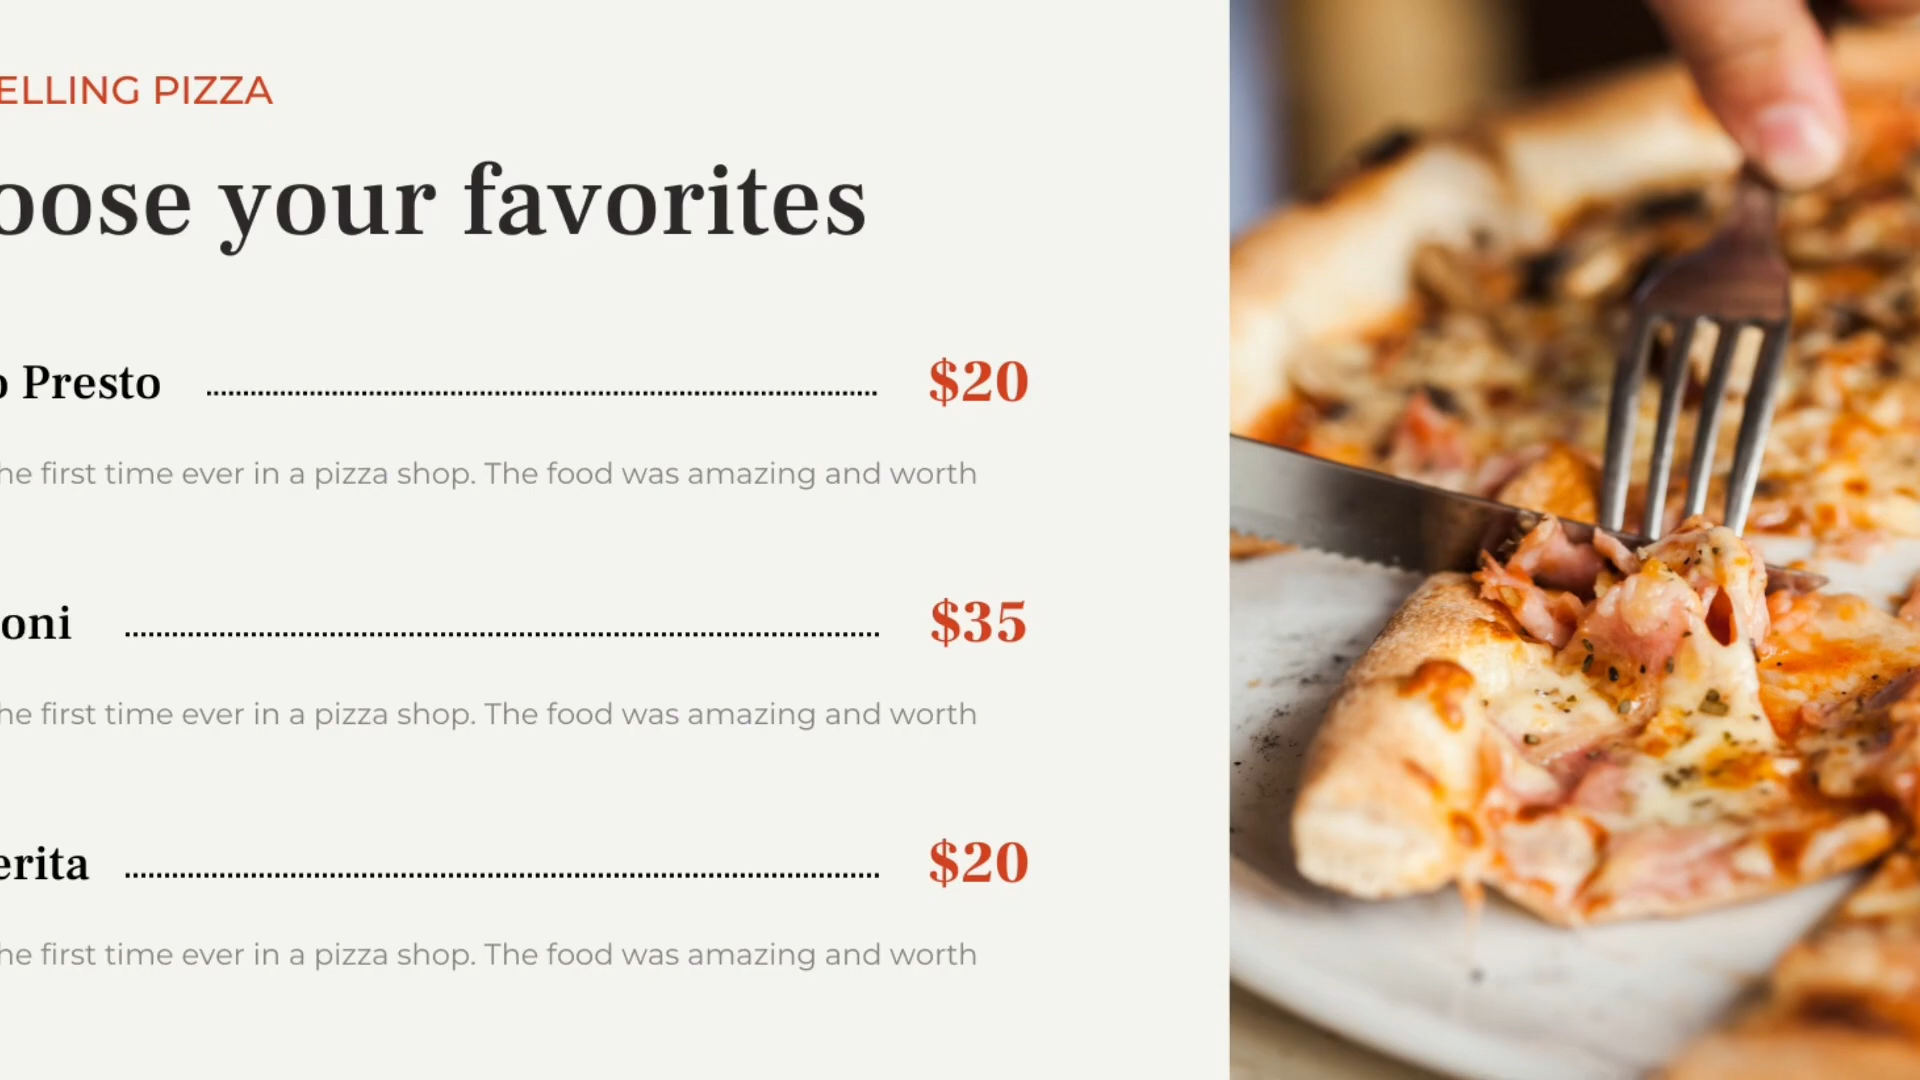 ELLING PIZZA
oose your favorites
o Presto $20
he first time ever in a pizza shop. The food was amazing and worth
oni $35
he first time ever in a pizza shop. The food was amazing and worth
erita $20
he first time ever in a pizza shop. The food was amazing and worth